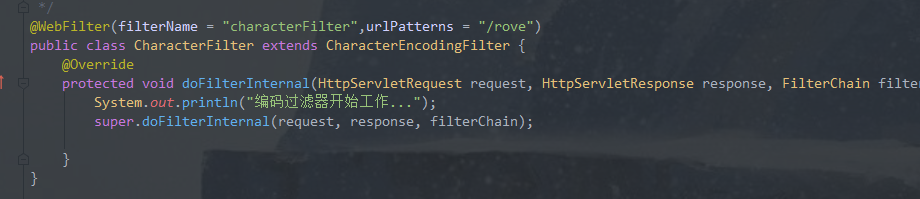 */
@WebFilter(filterName = "characterFilter",urlPatterns = "/rove")
public class CharacterFilter extends CharacterEncodingFilter {
@Override
protected void doFilterInternal(HttpServletRequest request, HttpServletResponse response, FilterChain filter
System.out.println("编码过滤器开始工作...");
super.doFilterInternal(request, response, filterChain);
}
}